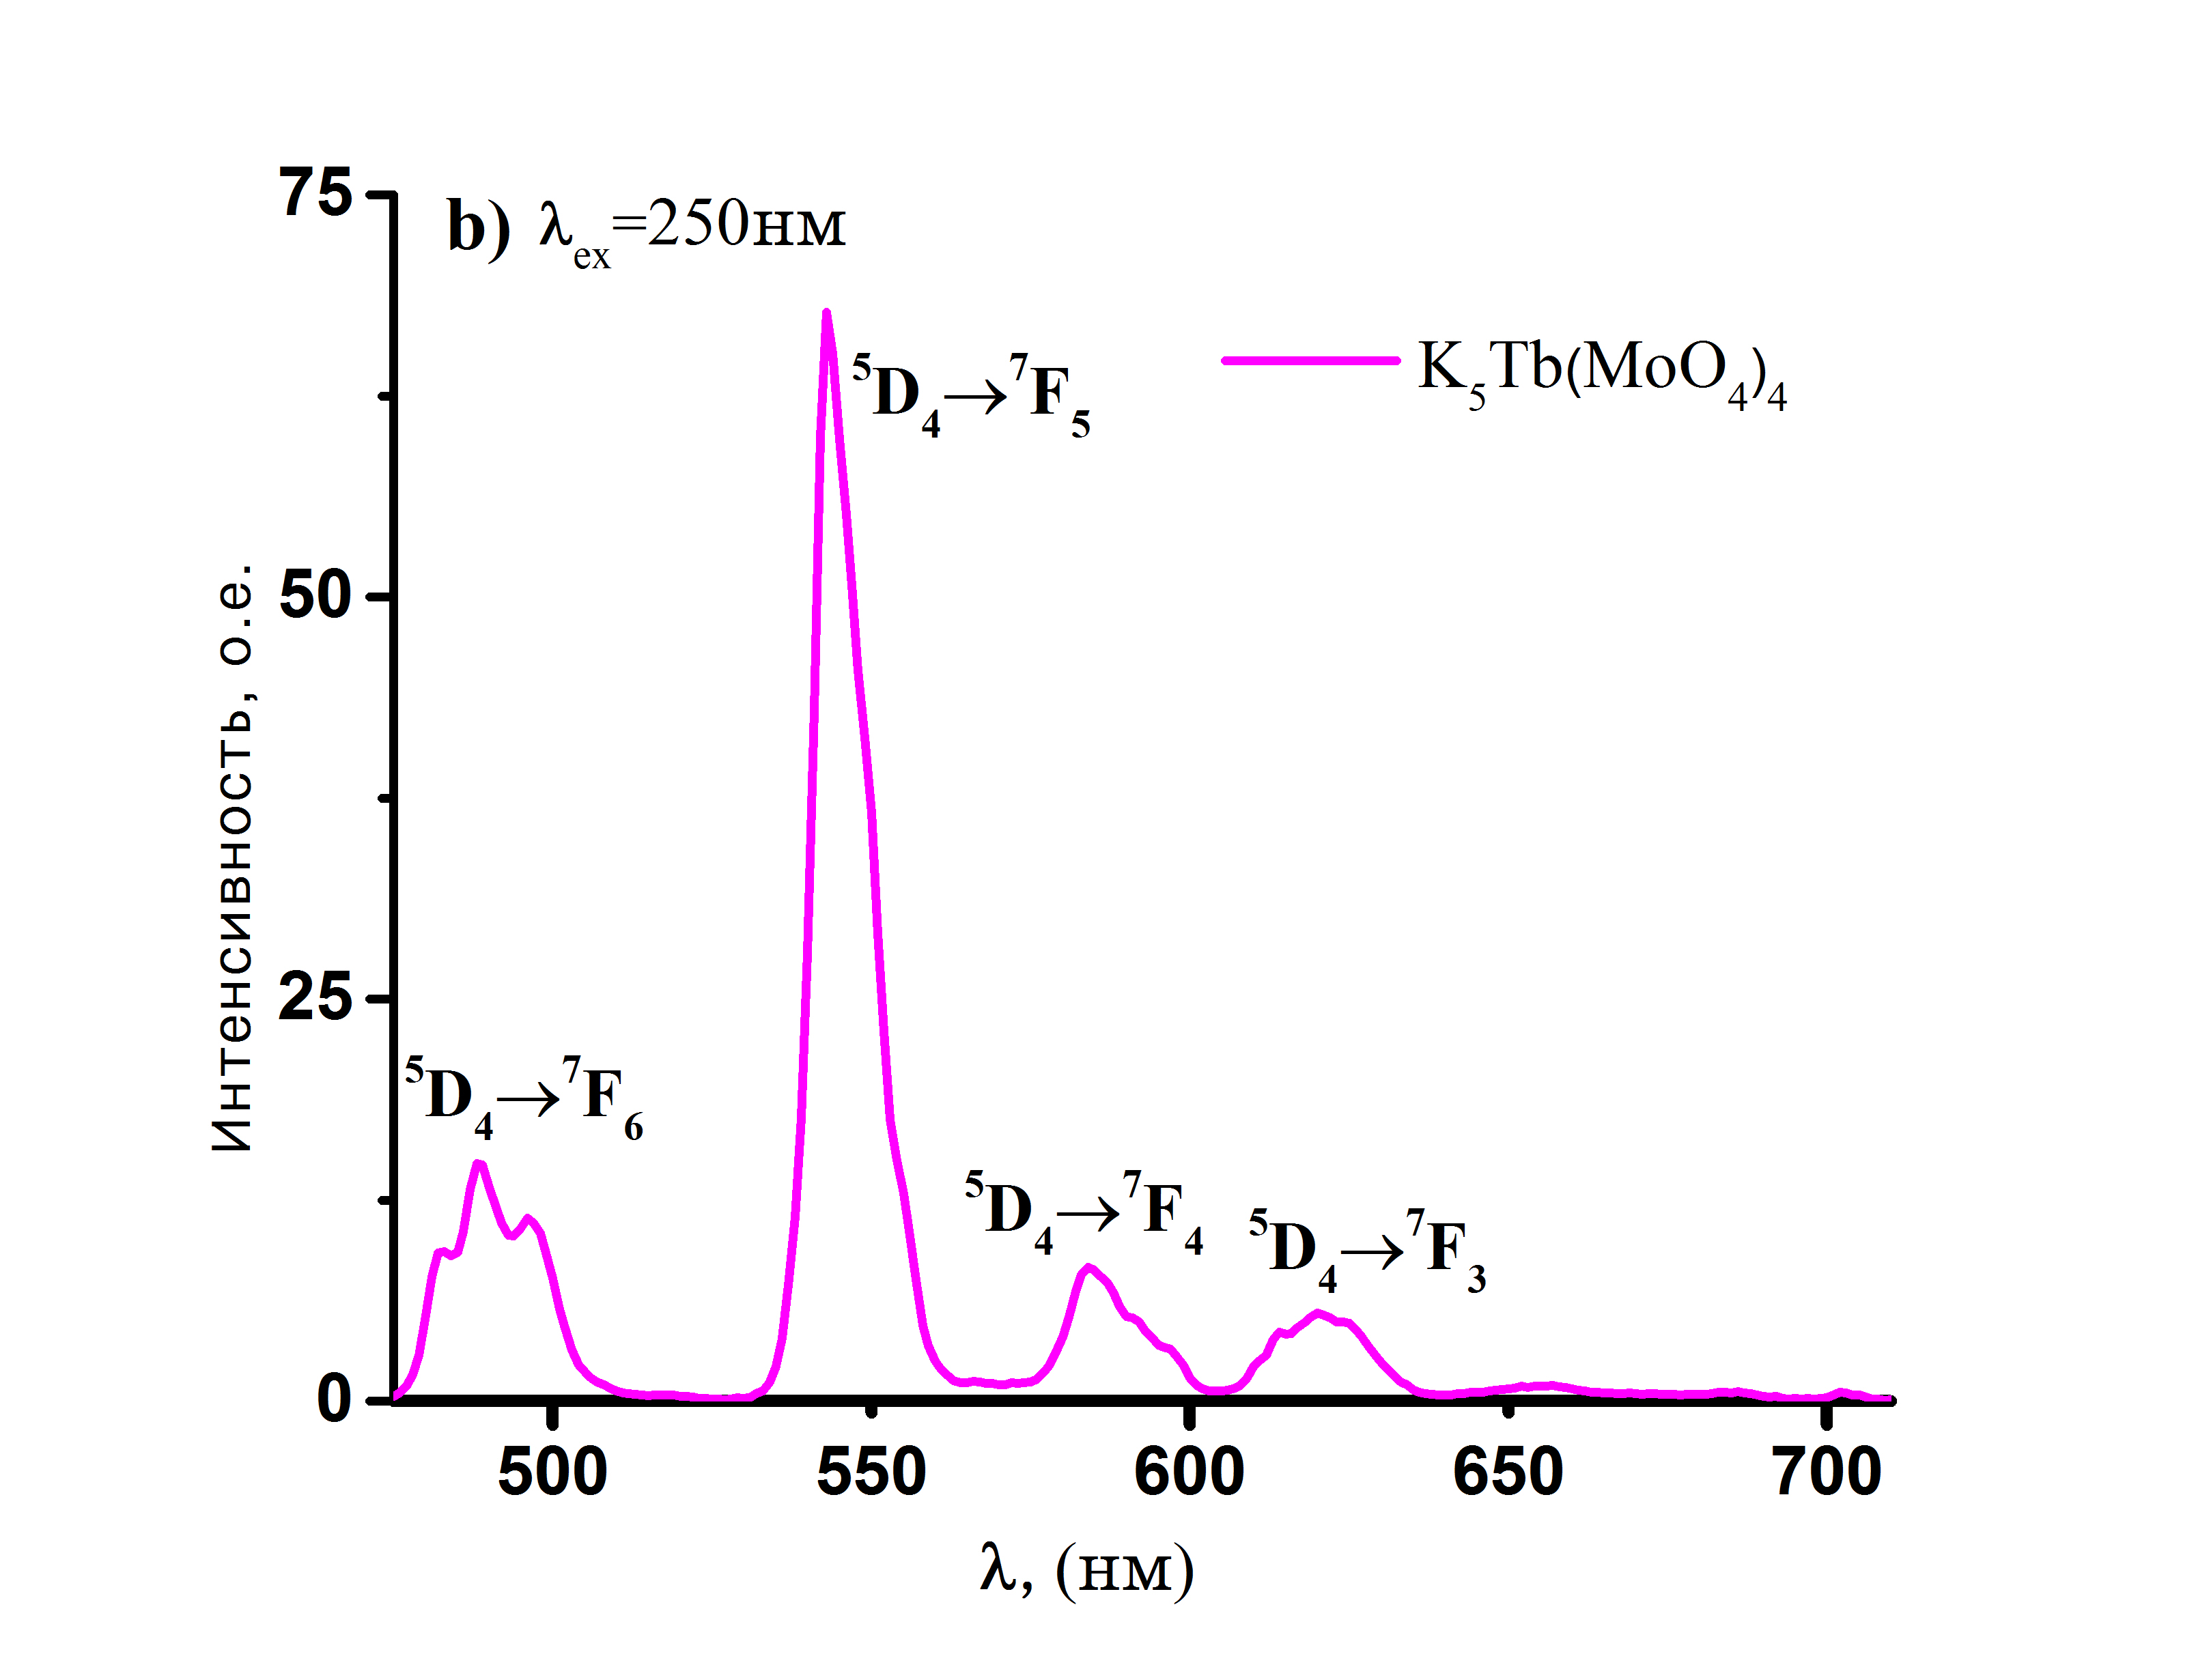 75
b) λex=250нм
⁵D₄→⁷F₅
K₅Tb(MoO₄)₄
50
Интенсивность, о.е.
25
⁵D₄→⁷F₆
⁵D₄→⁷F₄
⁵D₄→⁷F₃
0
500 550 600 650 700
λ, (нм)